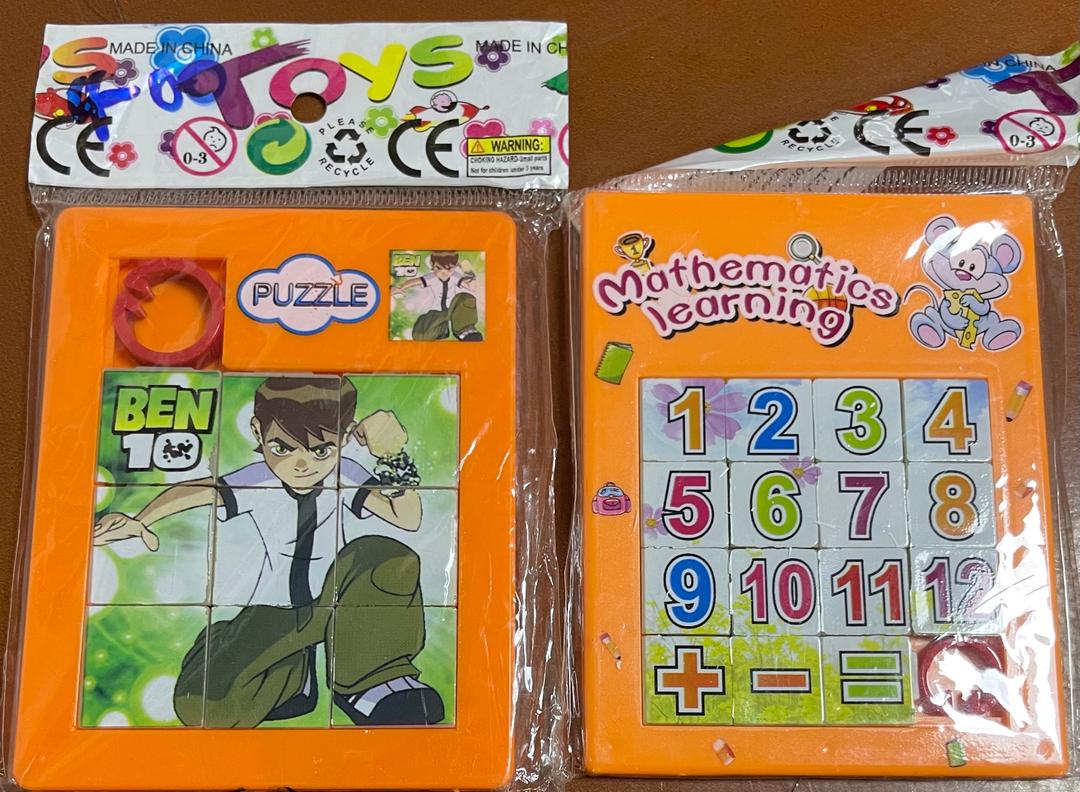 S Toys
MADE IN CHINA
MADE IN CH
CE
0-3
PLEASE
RECYCLE
CE
WARNING:
CHOKING HAZARD-Small parts
Not for children under 3 years
PUZZLE
BEN
10
BEN
10
IN CHINA
T
RECYCLE
CE
0-3
1
Mathematics
learning
1 2 3 4
5 6 7 8
9 10 11 12
+ - =